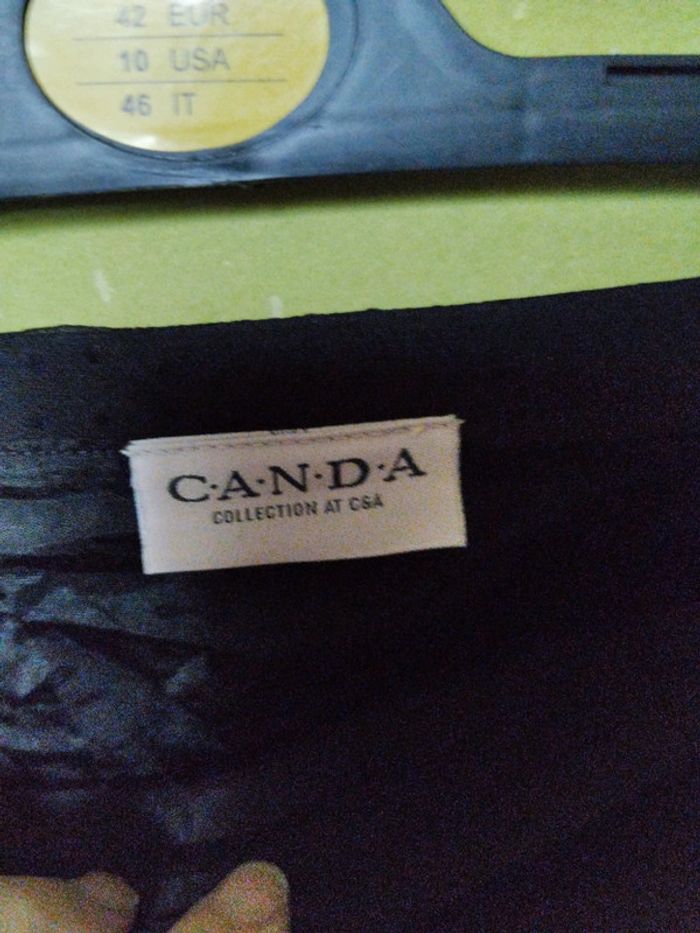 42 EUR
10 USA
46 IT
C·A·N·D·A
COLLECTION AT C&A